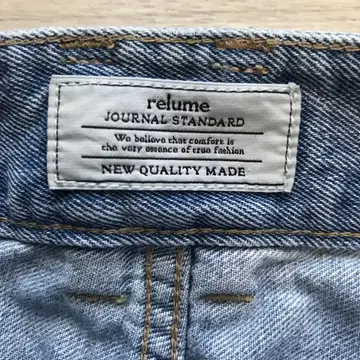 relume
JOURNAL STANDARD
We believe that comfort is
the very essence of true fashion
NEW QUALITY MADE